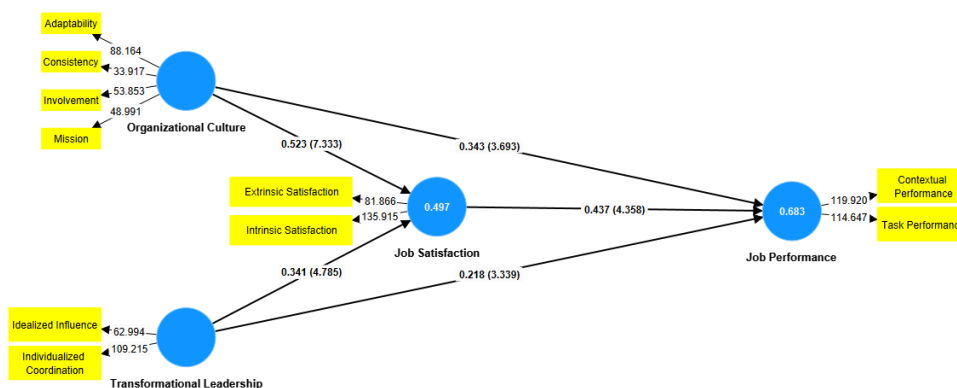 Adaptability
88.164
Consistency
33.917
Involvement
53.853
48.991
Mission
Organizational Culture
0.523 (7.333)
0.343 (3.693)
Extrinsic Satisfaction
81.866
Intrinsic Satisfaction
135.915
0.497
Job Satisfaction
0.437 (4.358)
0.683
Job Performance
119.920
114.647
Contextual
Performance
Task Performance
0.341 (4.785)
0.218 (3.339)
Idealized Influence
62.994
Individualized
Coordination
109.215
Transformational Leadership